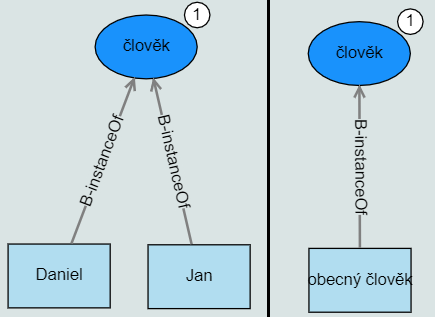 1
člověk
B-instanceOf
B-instanceOf
Daniel
Jan
1
člověk
B-instanceOf
obecný člověk